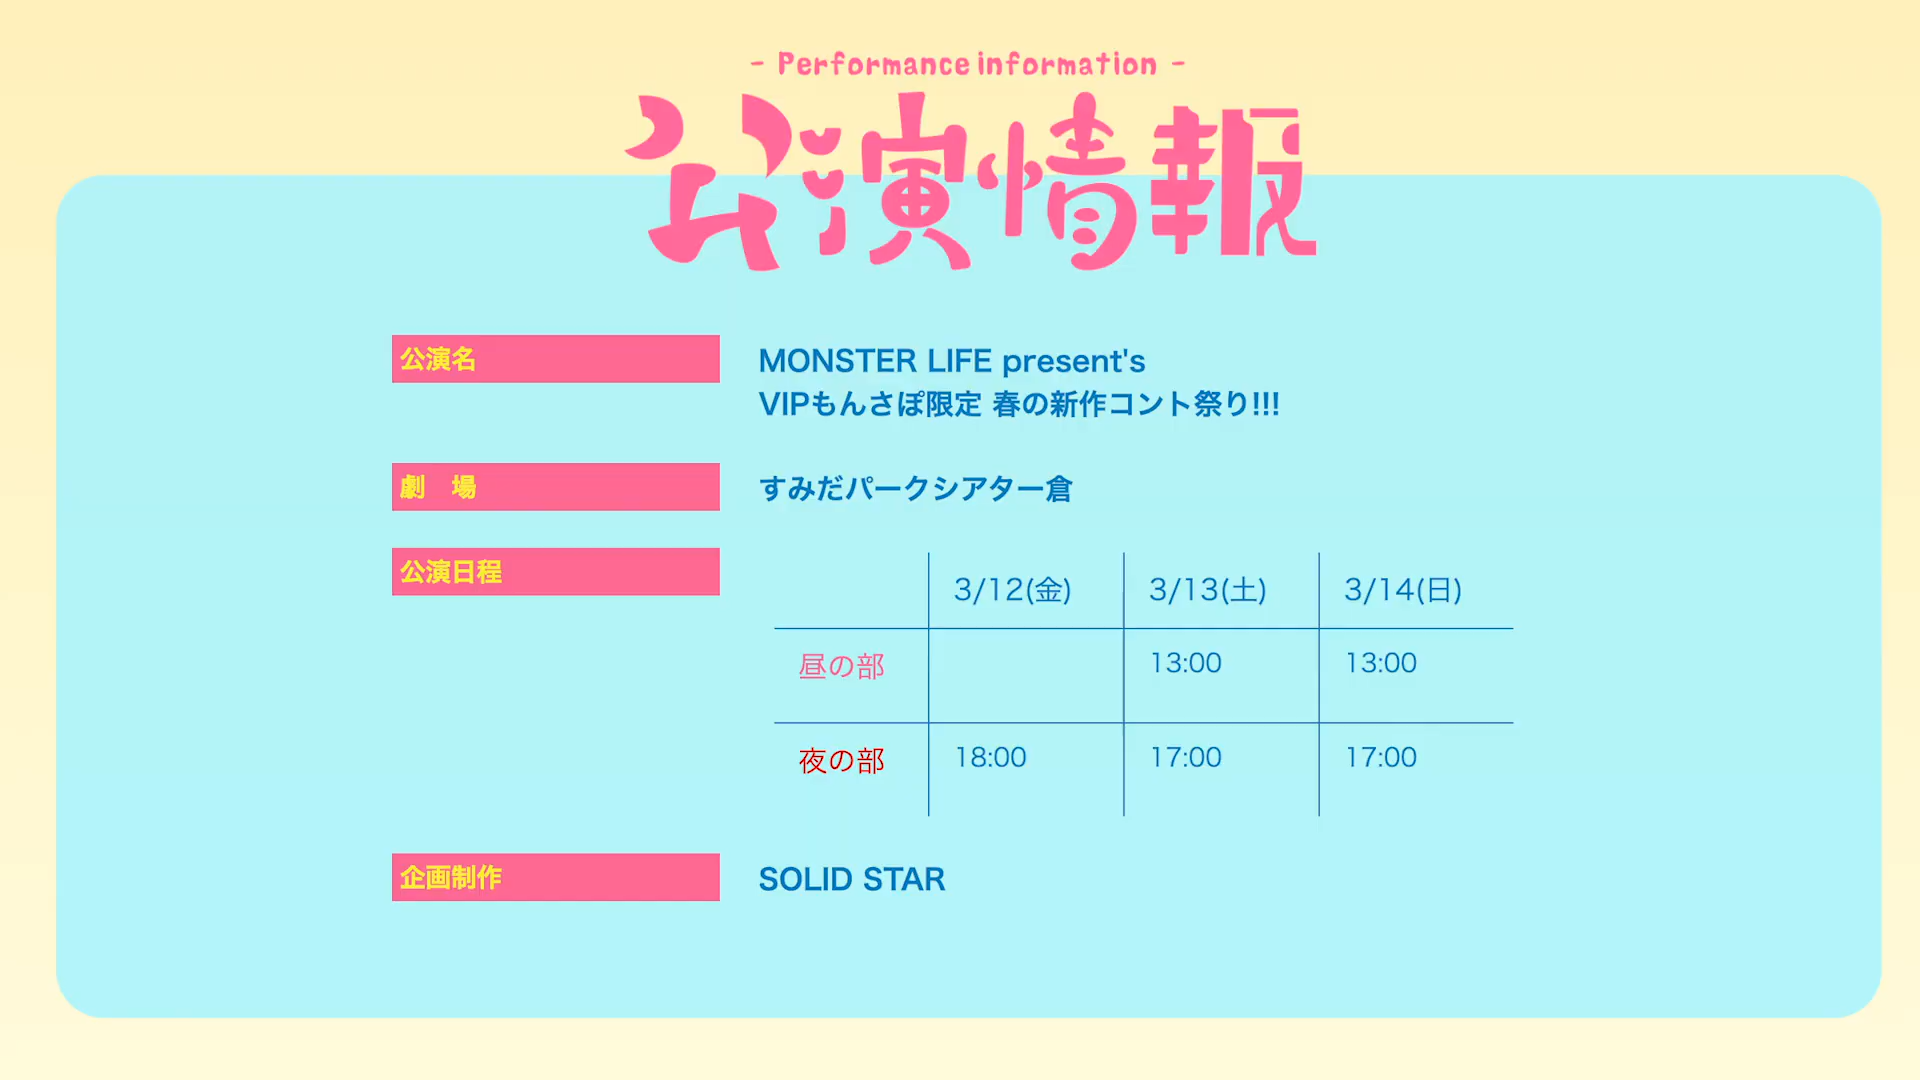 - Performance information -
公演情報
公演名
MONSTER LIFE present's
VIPもんさぽ限定 春の新作コント祭り!!!
劇　場
すみだパークシアター倉
公演日程
3/12(金) 3/13(土) 3/14(日)
昼の部 13:00 13:00
夜の部 18:00 17:00 17:00
企画制作
SOLID STAR